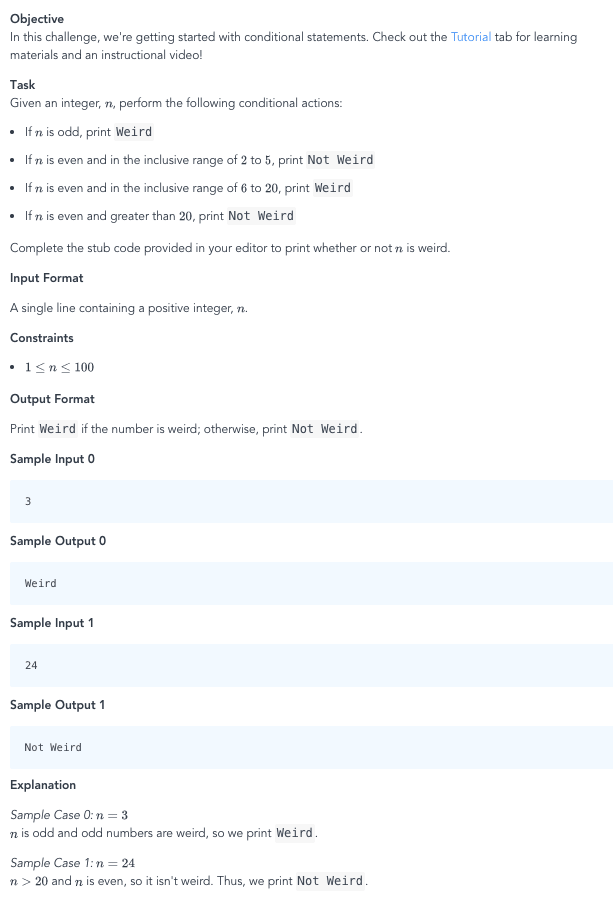 Objective
In this challenge, we're getting started with conditional statements. Check out the Tutorial tab for learning
materials and an instructional video!
Task
Given an integer, n, perform the following conditional actions:
• If n is odd, print Weird
• If n is even and in the inclusive range of 2 to 5, print Not Weird
• If n is even and in the inclusive range of 6 to 20, print Weird
• If n is even and greater than 20, print Not Weird
Complete the stub code provided in your editor to print whether or not n is weird.
Input Format
A single line containing a positive integer, n.
Constraints
• 1 ≤ n ≤ 100
Output Format
Print Weird if the number is weird; otherwise, print Not Weird.
Sample Input 0
3
Sample Output 0
Weird
Sample Input 1
24
Sample Output 1
Not Weird
Explanation
Sample Case 0: n = 3
n is odd and odd numbers are weird, so we print Weird.
Sample Case 1: n = 24
n > 20 and n is even, so it isn't weird. Thus, we print Not Weird.